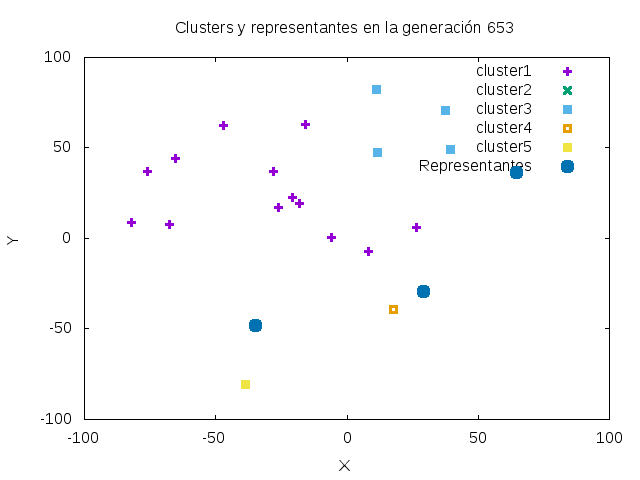 Clusters y representantes en la generación 653
100
50
0
-50
-100
-100
-50
0
50
100
Y
X
cluster1
cluster2
cluster3
cluster4
cluster5
Representantes